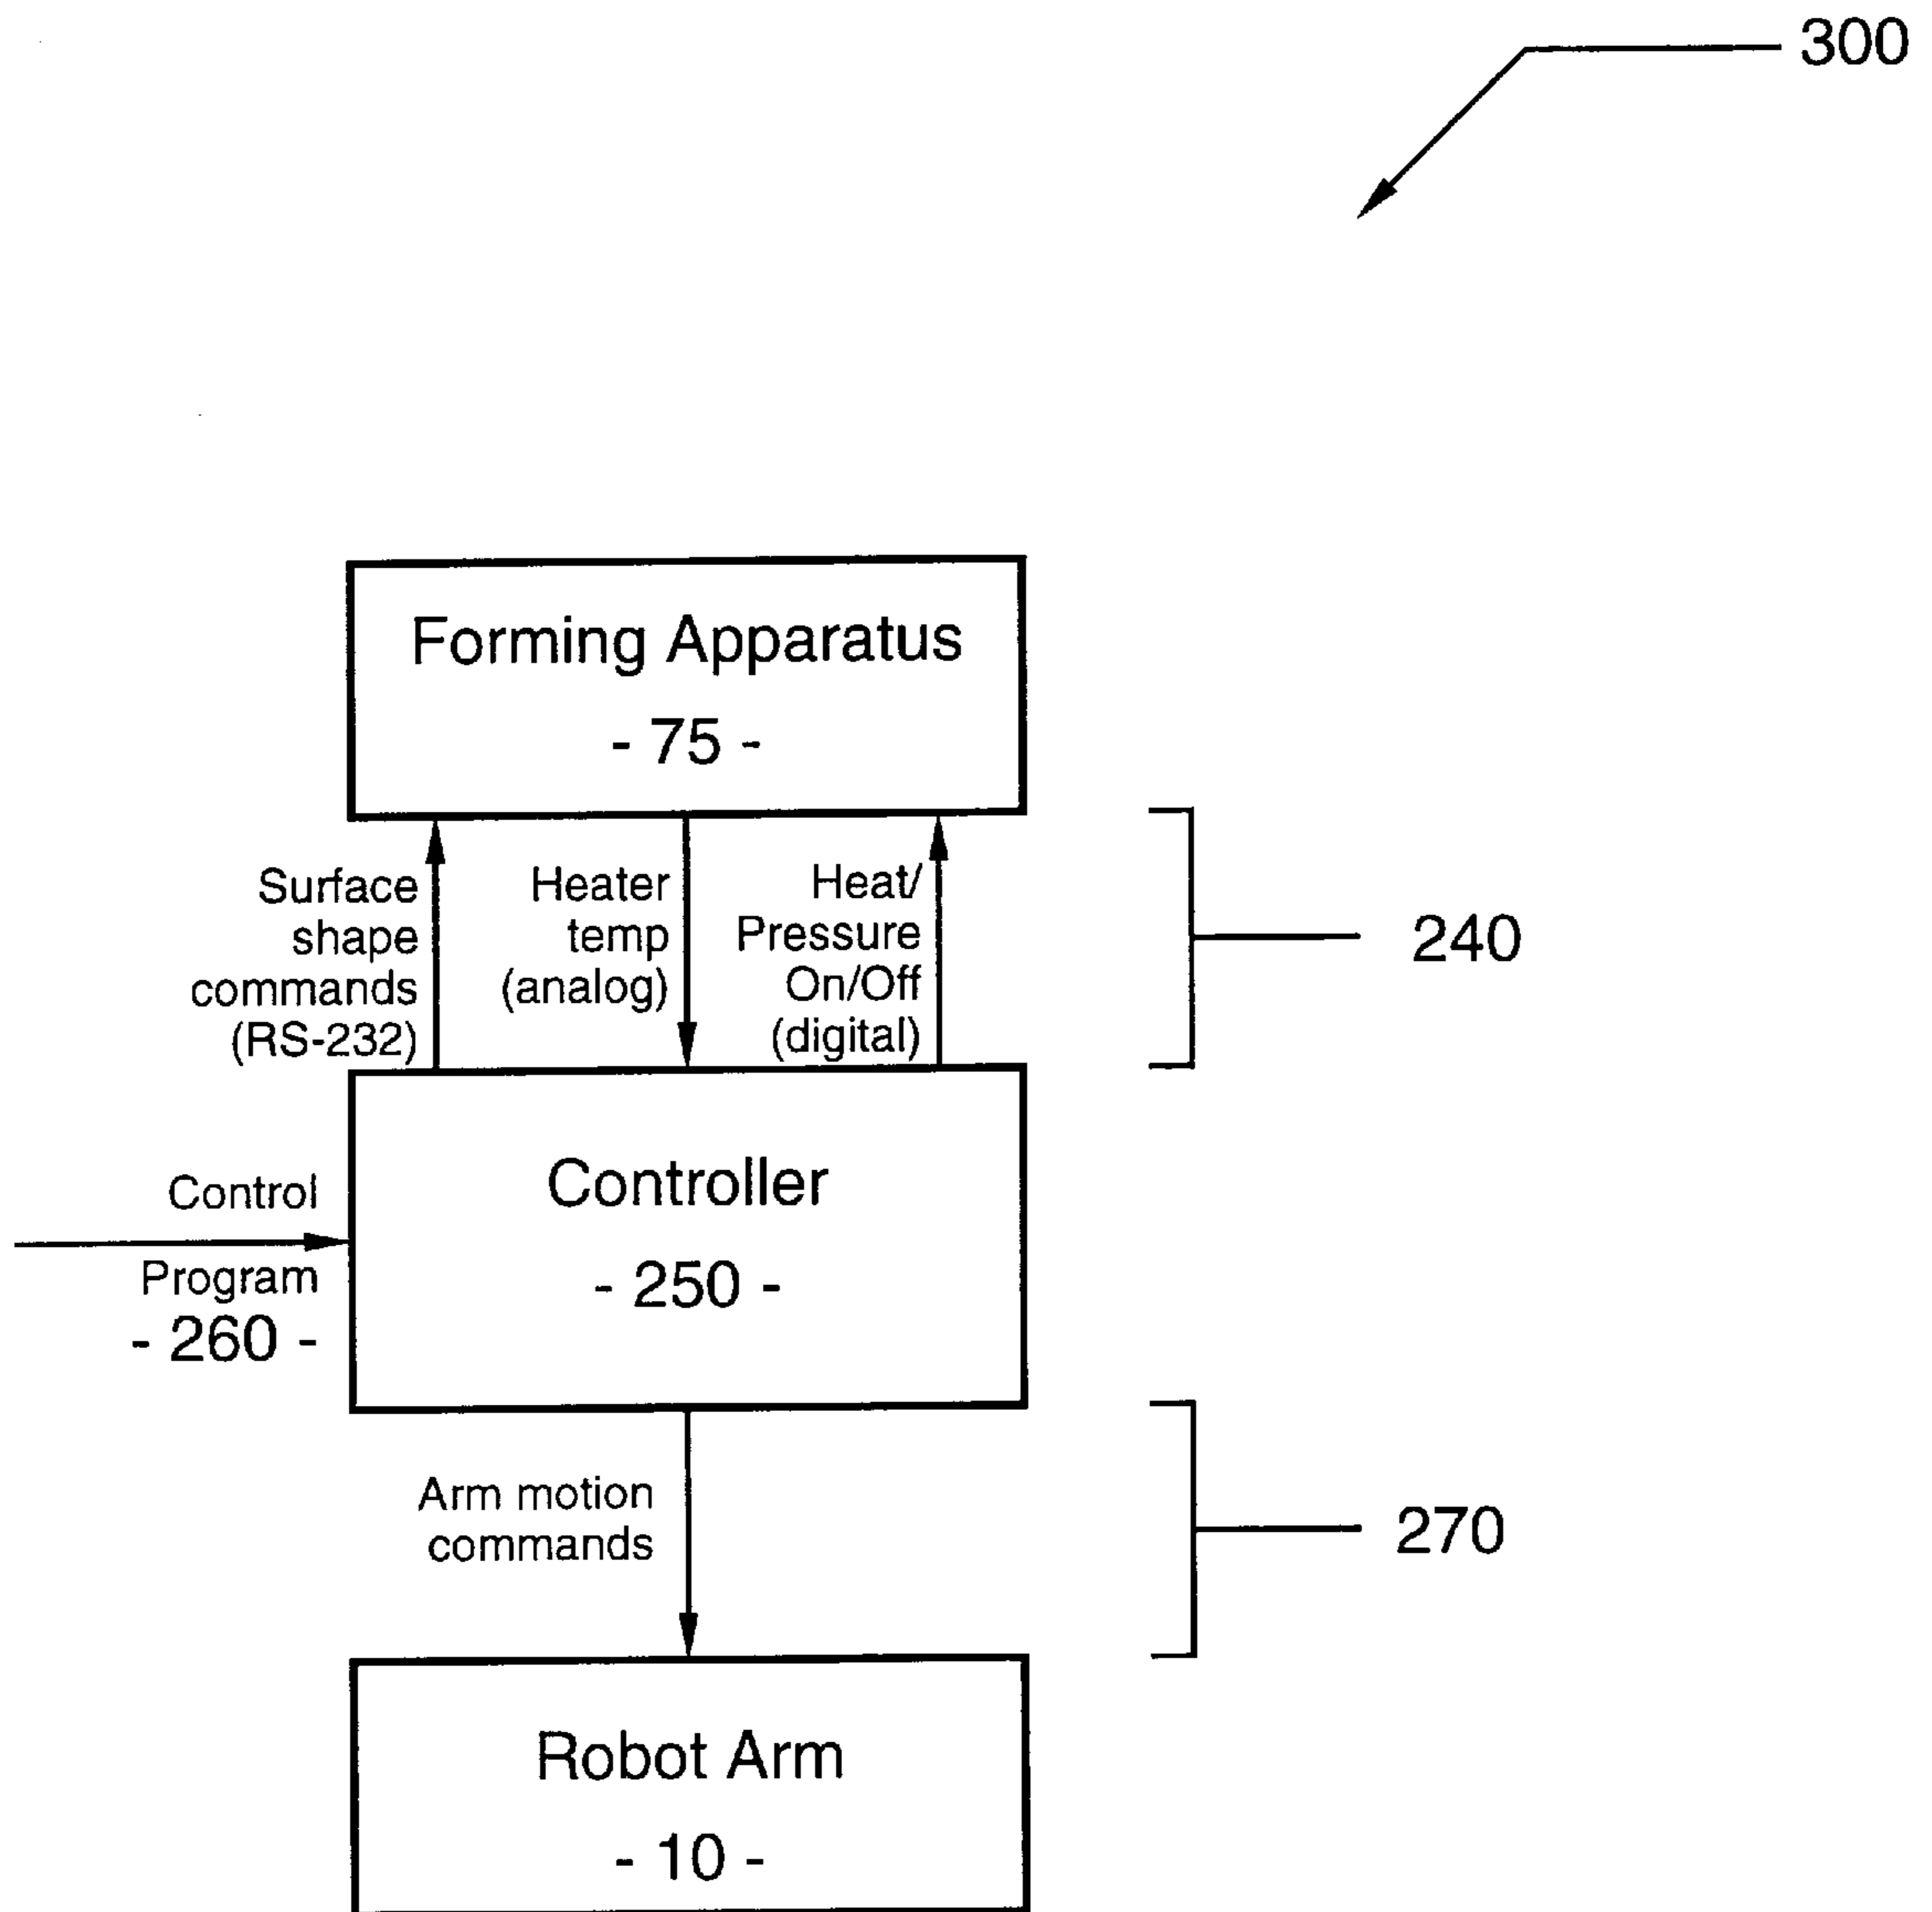 300
Forming Apparatus
- 75 -
Surface
shape
commands
(RS-232)
Heater
temp
(analog)
Heat/
Pressure
On/Off
(digital)
240
Control
Program
- 260 -
Controller
- 250 -
Arm motion
commands
270
Robot Arm
- 10 -